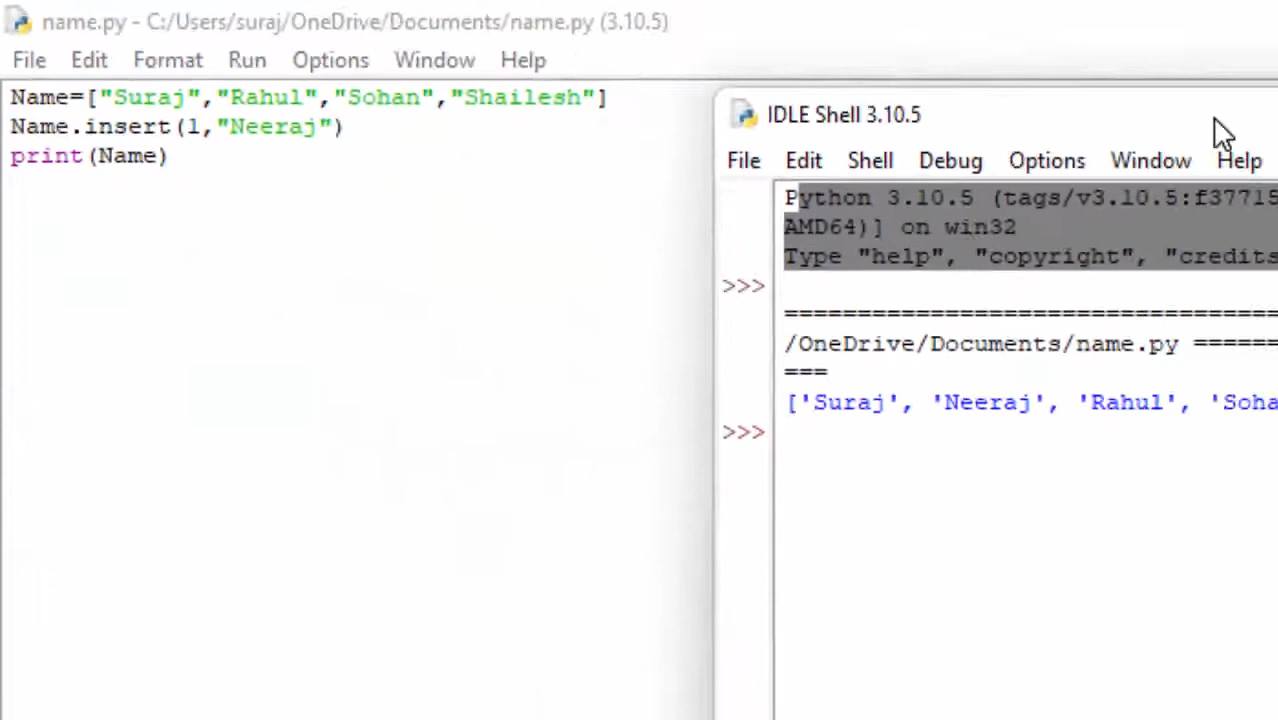 name.py - C:/Users/suraj/OneDrive/Documents/name.py (3.10.5)
File Edit Format Run Options Window Help
Name=["Suraj","Rahul","Sohan","Shailesh"]
Name.insert(1,"Neeraj")
print(Name)
IDLE Shell 3.10.5
File Edit Shell Debug Options Window Help
Python 3.10.5 (tags/v3.10.5:f37715
AMD64)] on win32
Type "help", "copyright", "credits
>>>
==================================
/OneDrive/Documents/name.py ======
===
['Suraj', 'Neeraj', 'Rahul', 'Soha
>>>